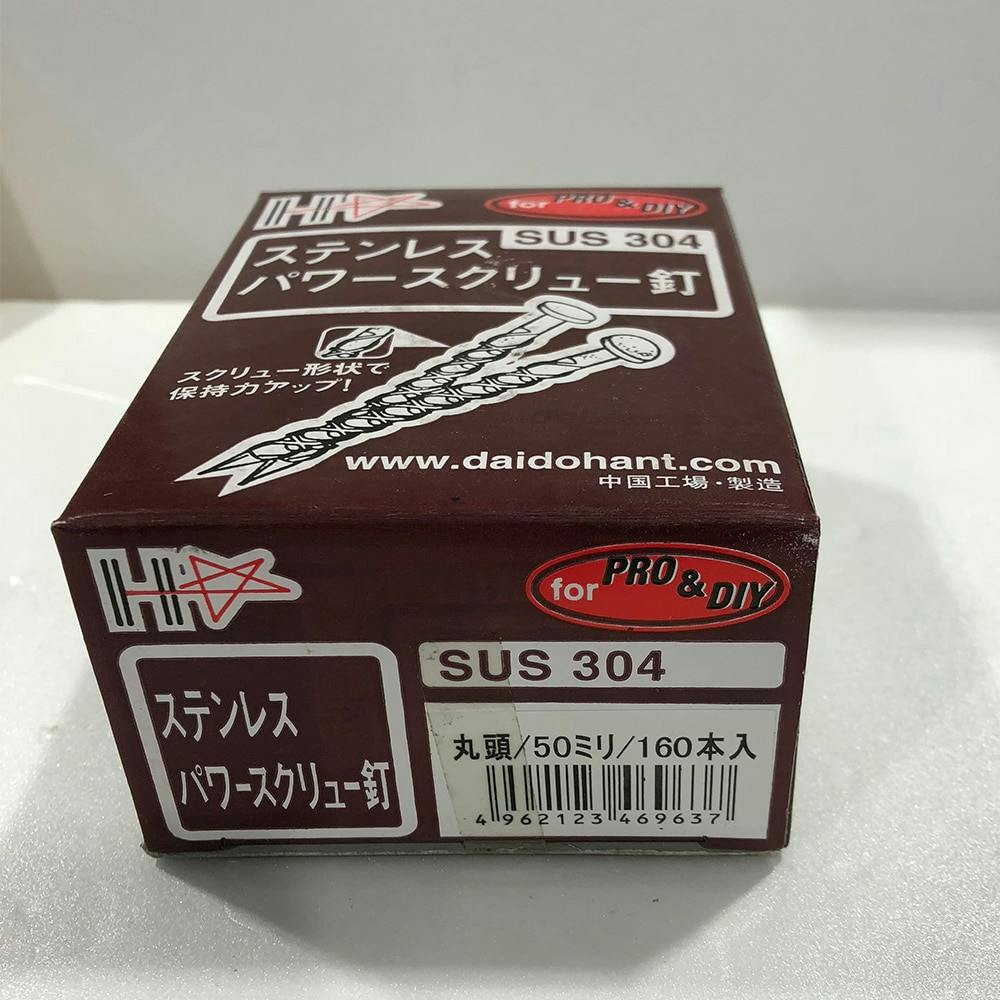 for PRO & DIY
SUS 304
ステンレス
パワースクリュー釘
スクリュー形状で
保持力アップ!
www.daidohant.com
中国工場・製造
for PRO & DIY
SUS 304
ステンレス
パワースクリュー釘
丸頭/50ミリ/160本入
4 962123 469637